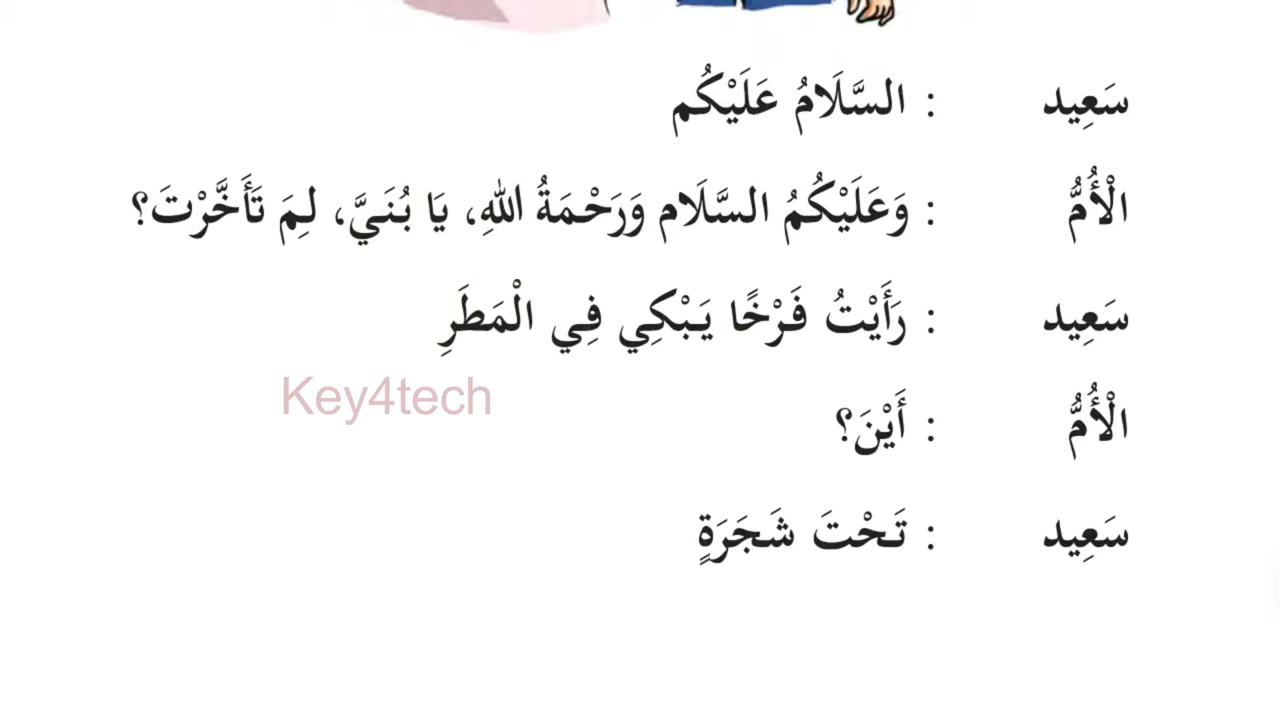 سَعِيد : السَّلَامُ عَلَيْكُم
الْأُمُّ : وَعَلَيْكُمُ السَّلَام وَرَحْمَةُ اللهِ، يَا بُنَيَّ، لِمَ تَأَخَّرْتَ؟
سَعِيد : رَأَيْتُ فَرْخًا يَبْكِي فِي الْمَطَرِ
Key4tech
الْأُمُّ : أَيْنَ؟
سَعِيد : تَحْتَ شَجَرَةٍ